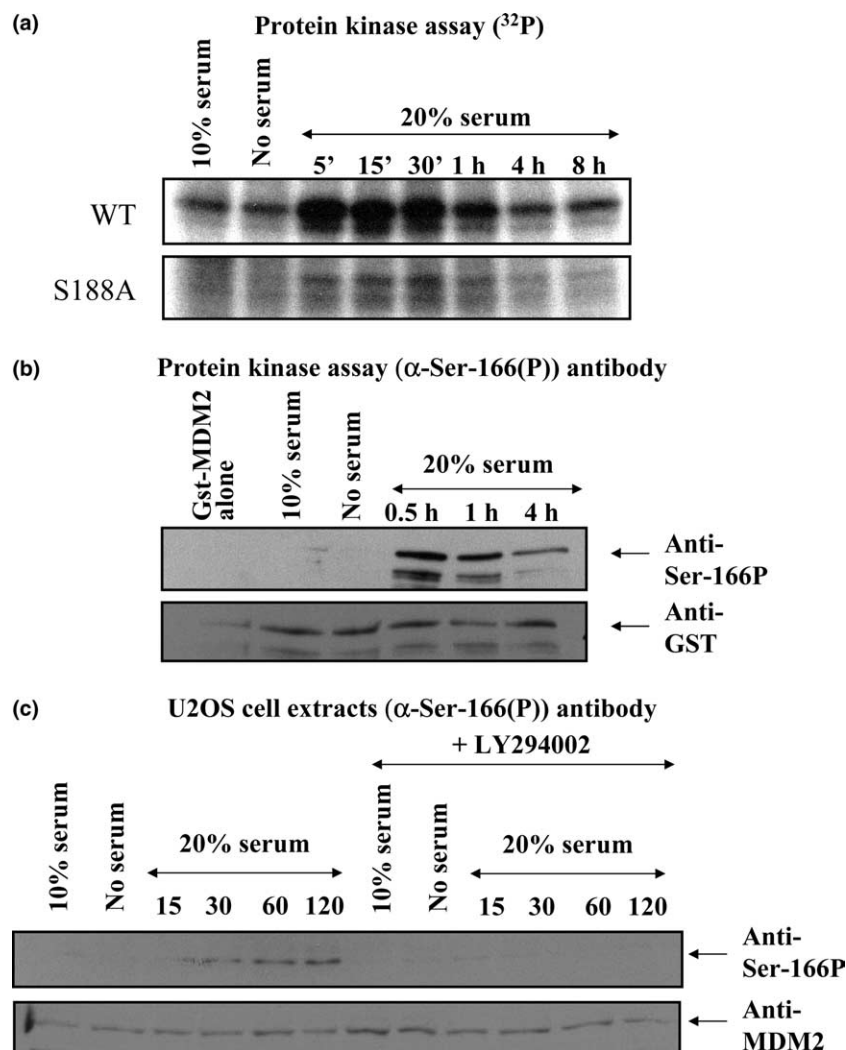 (a)
Protein kinase assay (³²P)
10% serum
No serum
20% serum
5’ 15’ 30’ 1 h 4 h 8 h
WT
S188A
(b)
Protein kinase assay (α-Ser-166(P)) antibody
Gst-MDM2
alone
10% serum
No serum
20% serum
0.5 h 1 h 4 h
Anti-
Ser-166P
Anti-
GST
(c)
U2OS cell extracts (α-Ser-166(P)) antibody
+ LY294002
10% serum
No serum
20% serum
15 30 60 120
10% serum
No serum
20% serum
15 30 60 120
Anti-
Ser-166P
Anti-
MDM2